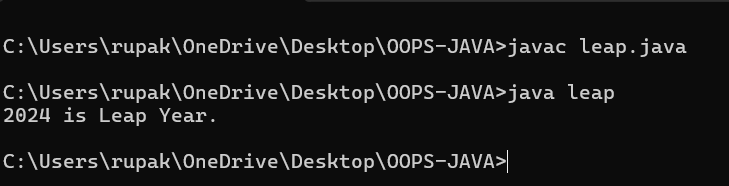 C:\Users\rupak\OneDrive\Desktop\OOPS-JAVA>javac leap.java
C:\Users\rupak\OneDrive\Desktop\OOPS-JAVA>java leap
2024 is Leap Year.
C:\Users\rupak\OneDrive\Desktop\OOPS-JAVA>